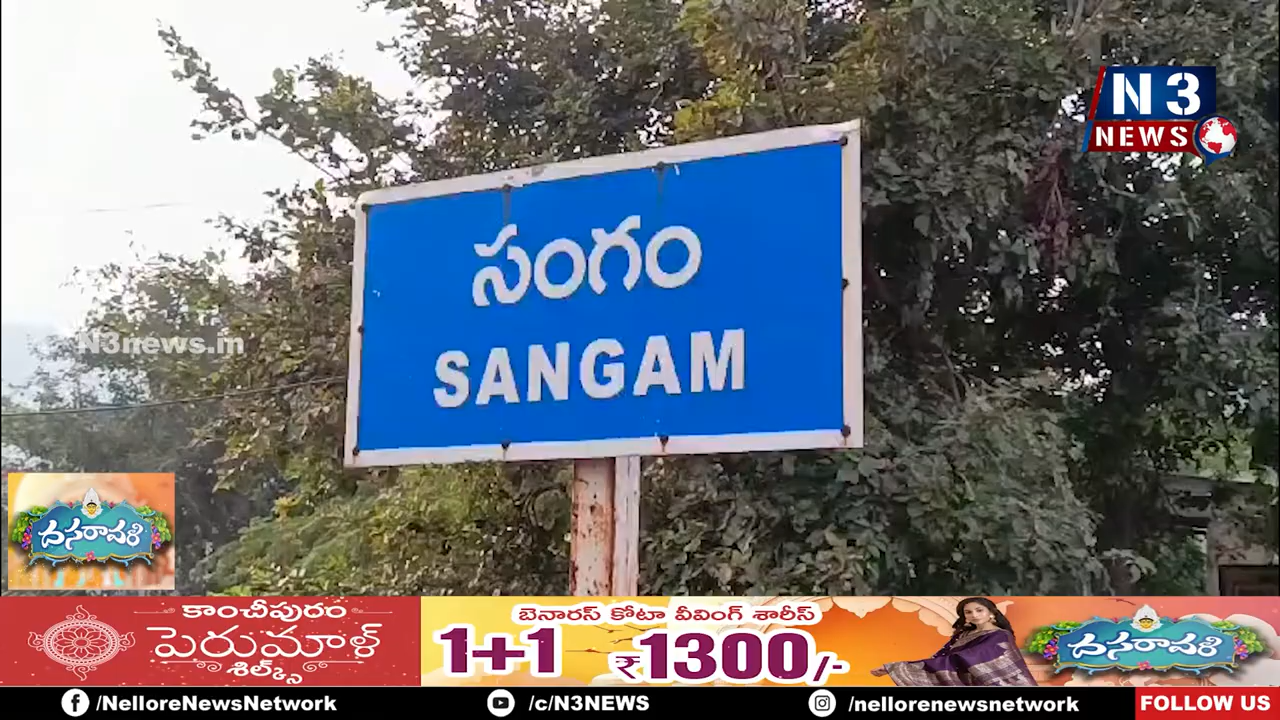 N3
NEWS
సంగం
SANGAM
N3news.in
దసరావళి
కాంచీపురం
పెరుమాళ్
శిల్క్స్
బెనారస్ కోటా వీవింగ్ శారీస్
1+1 ₹1300/-
దసరావళి
/NelloreNewsNetwork
/c/N3NEWS
/nellorenewsnetwork
FOLLOW US